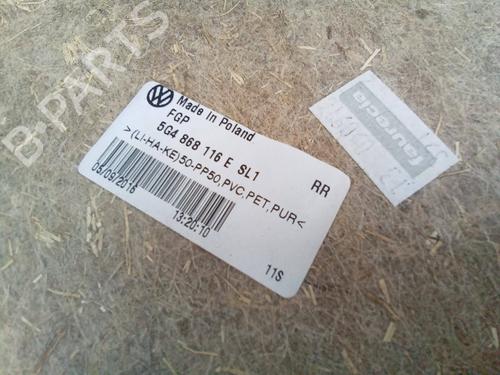 B-PARTS
Made in Poland
FGP
5G4 868 116 E SL1
>(LI-HA-KE)50-PP50,PVC,PET,PUR<
RR
05/09/2016
13:20:10
11S
faurecia